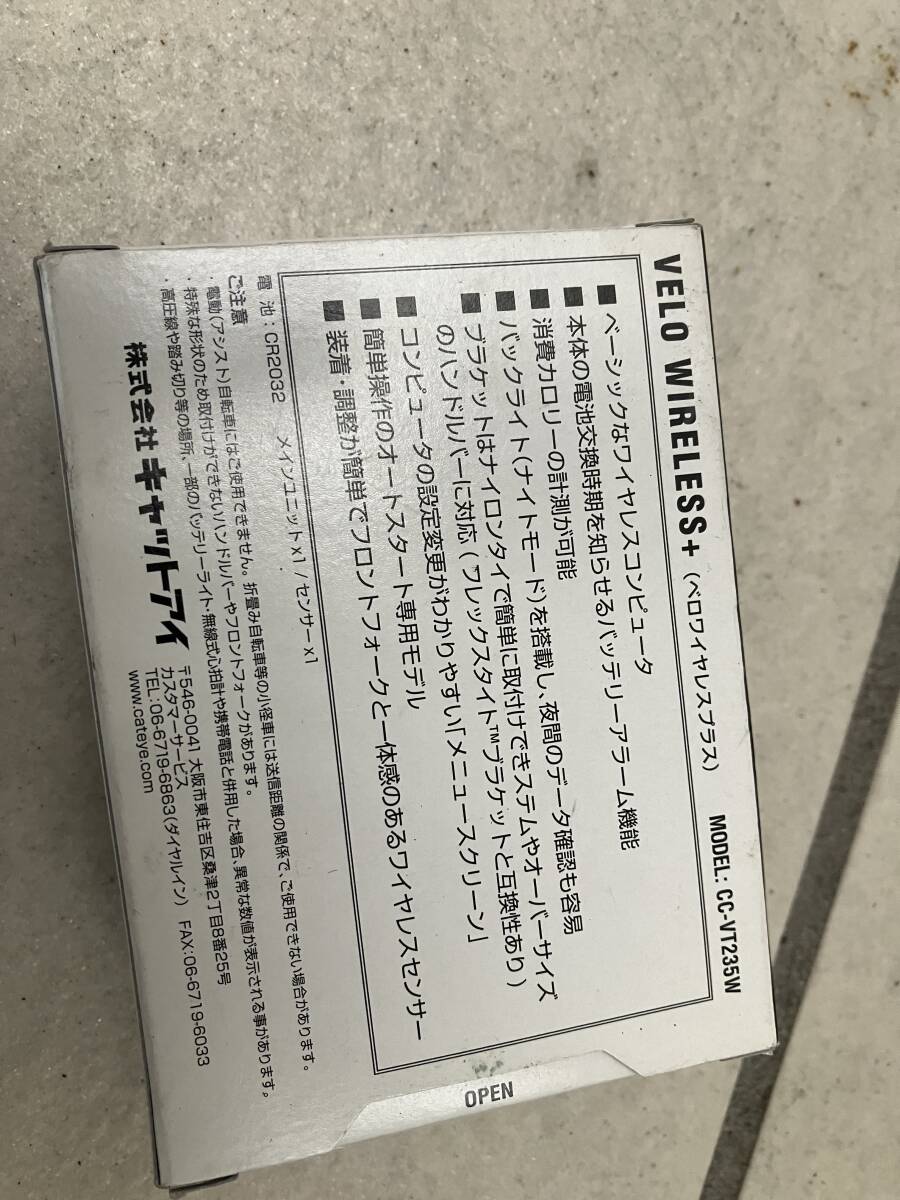 VELO WIRELESS+ (ベロワイヤレスプラス) MODEL: CC-VT235W
■ ベーシックなワイヤレスコンピュータ
■ 本体の電池交換時期を知らせるバッテリーアラーム機能
■ 消費カロリーの計測が可能
■ バックライト(ナイトモード)を搭載し、夜間のデータ確認も容易
■ ブラケットはナイロンタイで簡単に取付けできステムやオーバーサイズ
のハンドルバーに対応(フレックスタイト™ブラケットと互換性あり)
■ コンピュータの設定変更がわかりやすい「メニュースクリーン」
■ 簡単操作のオートスタート専用モデル
■ 装着・調整が簡単でフロントフォークと一体感のあるワイヤレスセンサー
電 池:CR2032 メインユニットx1 / センサーx1
ご注意
・電動(アシスト)自転車にはご使用できません。折畳み自転車等の小径車には送信距離の関係で、ご使用できない場合があります。
・特殊な形状のため取付けができないハンドルバーやフロントフォークがあります。
・高圧線や踏み切り等の場所、一部のバッテリーライト・無線式心拍計や携帯電話と併用した場合、異常な数値が表示される事があります。
株式会社 キャットアイ
〒546-0041 大阪市東住吉区桑津2丁目8番25号
カスタマーサービス
TEL:06-6719-6863(ダイヤルイン) FAX:06-6719-6033
www.cateye.com
OPEN